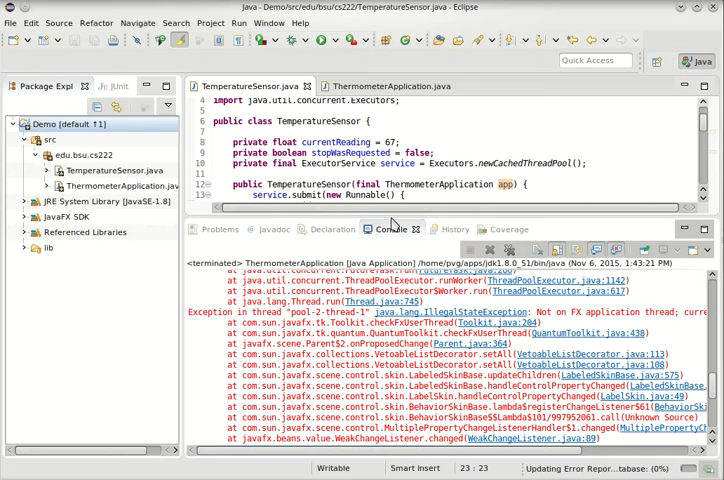 Java - Demo/src/edu/bsu/cs222/TemperatureSensor.java - Eclipse
File Edit Source Refactor Navigate Search Project Run Window Help
Quick Access
Java
Package Expl
JUnit
Demo [default ↑1]
src
edu.bsu.cs222
TemperatureSensor.java
ThermometerApplication.jav
JRE System Library [JavaSE-1.8]
JavaFX SDK
Referenced Libraries
lib
TemperatureSensor.java ThermometerApplication.java
4 import java.util.concurrent.Executors;
5
6 public class TemperatureSensor {
7
8 private float currentReading = 67;
9 private boolean stopWasRequested = false;
10 private final ExecutorService service = Executors.newCachedThreadPool();
11
12 public TemperatureSensor(final ThermometerApplication app) {
13 service.submit(new Runnable() {
Problems Javadoc Declaration Console History Coverage
<terminated> ThermometerApplication [Java Application] /home/pvg/apps/jdk1.8.0_51/bin/java (Nov 6, 2015, 1:43:21 PM)
at java.util.concurrent.FutureTask.run(FutureTask.java:266)
at java.util.concurrent.ThreadPoolExecutor.runWorker(ThreadPoolExecutor.java:1142)
at java.util.concurrent.ThreadPoolExecutor$Worker.run(ThreadPoolExecutor.java:617)
at java.lang.Thread.run(Thread.java:745)
Exception in thread "pool-2-thread-1" java.lang.IllegalStateException: Not on FX application thread; curre
at com.sun.javafx.tk.Toolkit.checkFxUserThread(Toolkit.java:204)
at com.sun.javafx.tk.quantum.QuantumToolkit.checkFxUserThread(QuantumToolkit.java:438)
at javafx.scene.Parent$2.onProposedChange(Parent.java:364)
at com.sun.javafx.collections.VetoableListDecorator.setAll(VetoableListDecorator.java:113)
at com.sun.javafx.collections.VetoableListDecorator.setAll(VetoableListDecorator.java:108)
at com.sun.javafx.scene.control.skin.LabeledSkinBase.updateChildren(LabeledSkinBase.java:575)
at com.sun.javafx.scene.control.skin.LabeledSkinBase.handleControlPropertyChanged(LabeledSkinBase.
at com.sun.javafx.scene.control.skin.LabelSkin.handleControlPropertyChanged(LabelSkin.java:49)
at com.sun.javafx.scene.control.skin.BehaviorSkinBase.lambda$registerChangeListener$61(BehaviorSki
at com.sun.javafx.scene.control.skin.BehaviorSkinBase$$Lambda$101/997952061.call(Unknown Source)
at com.sun.javafx.scene.control.MultiplePropertyChangeListenerHandler$1.changed(MultiplePropertyCh
at javafx.beans.value.WeakChangeListener.changed(WeakChangeListener.java:89)
Writable Smart Insert 23 : 23 Updating Error Repor...tabase: (0%)